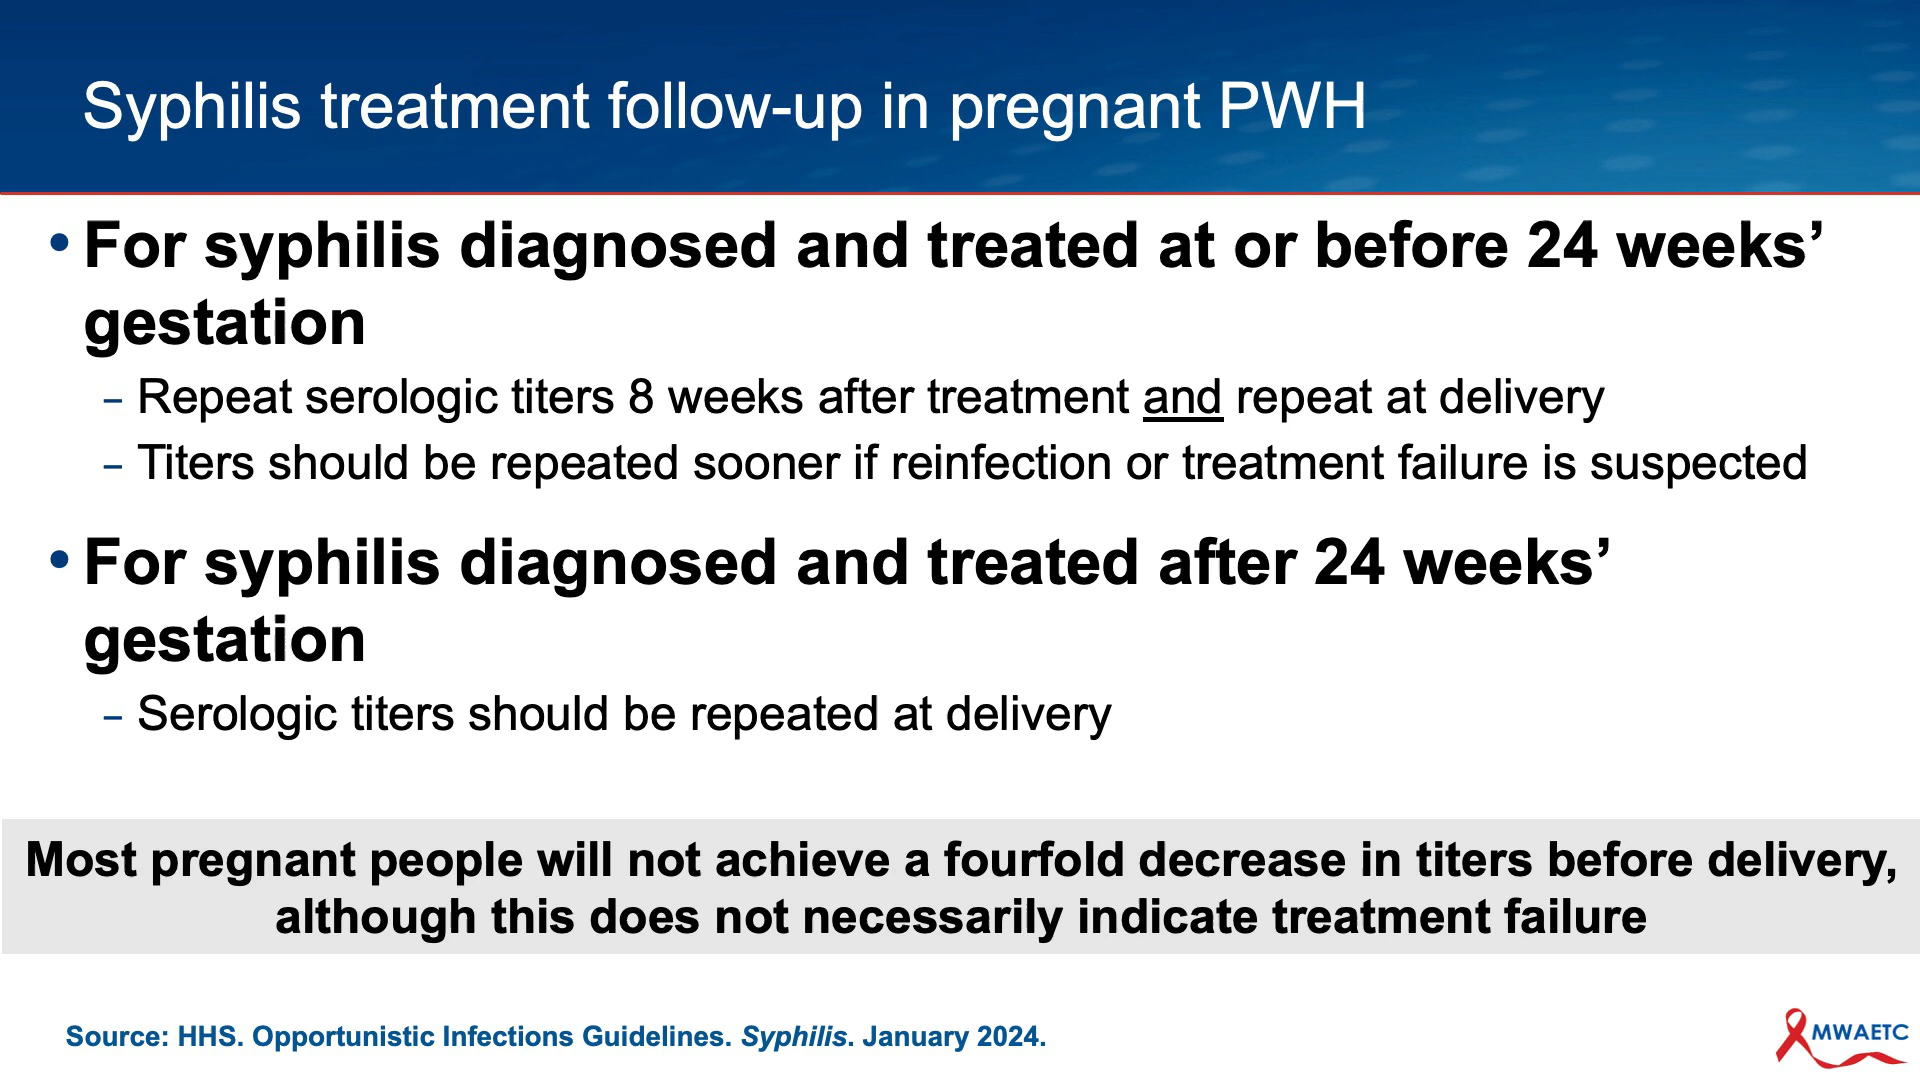 Syphilis treatment follow-up in pregnant PWH
• For syphilis diagnosed and treated at or before 24 weeks’
gestation
– Repeat serologic titers 8 weeks after treatment and repeat at delivery
– Titers should be repeated sooner if reinfection or treatment failure is suspected
• For syphilis diagnosed and treated after 24 weeks’
gestation
– Serologic titers should be repeated at delivery
Most pregnant people will not achieve a fourfold decrease in titers before delivery,
although this does not necessarily indicate treatment failure
Source: HHS. Opportunistic Infections Guidelines. Syphilis. January 2024.
MWAETC